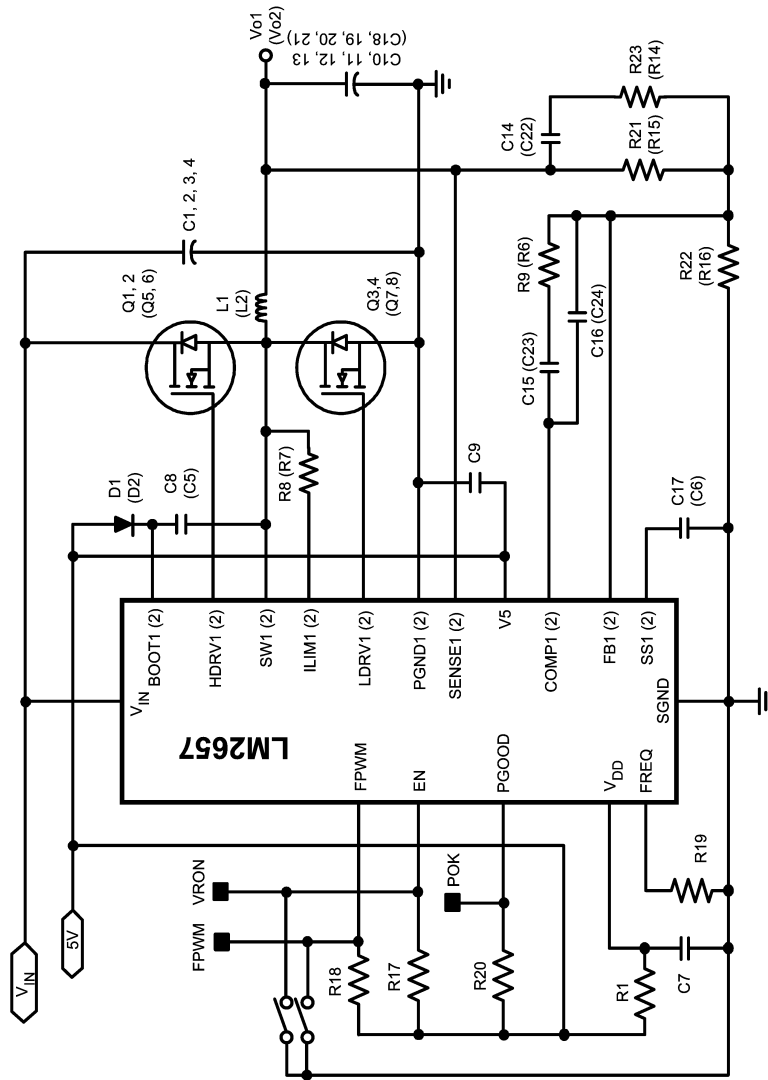 V_IN
5V
VRON
FPWM
POK
R18
R17
R20
R1
C7
R19
LM2657
V_IN
FPWM
EN
PGOOD
V_DD
FREQ
SGND
BOOT1 (2)
HDRV1 (2)
SW1 (2)
ILIM1 (2)
LDRV1 (2)
PGND1 (2)
SENSE1 (2)
V5
COMP1 (2)
FB1 (2)
SS1 (2)
D1
(D2)
C8
(C5)
R8 (R7)
C9
C17
(C6)
Q1, 2
(Q5, 6)
L1
(L2)
Q3,4
(Q7,8)
C15 (C23)
R9 (R6)
C16 (C24)
R22
(R16)
C1, 2, 3, 4
C14
(C22)
R21
(R15)
R23
(R14)
Vo1
(Vo2)
C10, 11, 12, 13
(C18, 19, 20, 21)